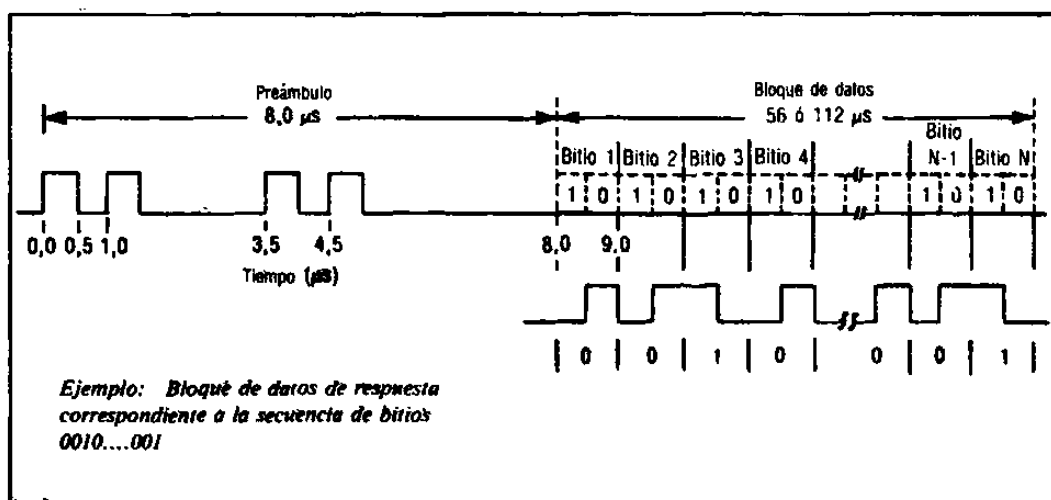 Preámbulo
8,0 µs
Bloque de datos
56 ó 112 µs
Bitio 1 Bitio 2 Bitio 3 Bitio 4 Bitio N-1 Bitio N
1 0 1 0 1 0 1 0 1 0 1 0
0,0 0,5 1,0 3,5 4,5 8,0 9,0
Tiempo (µs)
0 0 1 0 0 0 1
Ejemplo: Bloque de datos de respuesta
correspondiente a la secuencia de bitios
0010....001